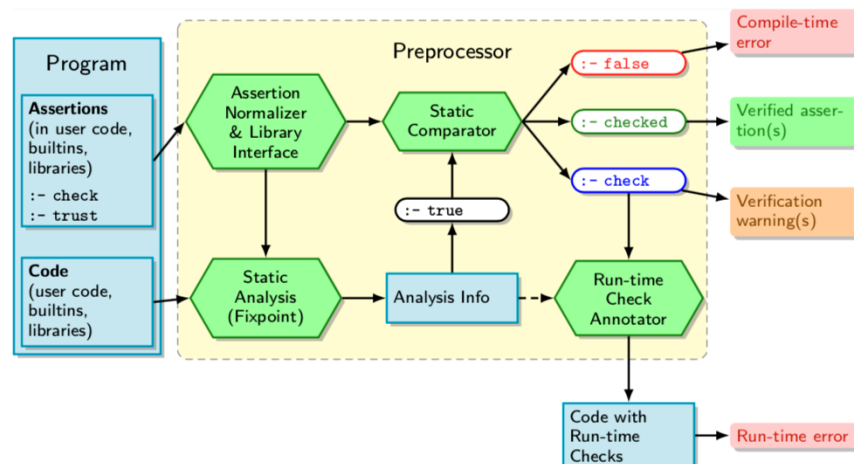 Program
Assertions
(in user code,
builtins,
libraries)
:- check
:- trust
Code
(user code,
builtins,
libraries)
Preprocessor
Assertion
Normalizer
& Library
Interface
Static
Comparator
:- false
:- checked
:- check
:- true
Static
Analysis
(Fixpoint)
Analysis Info
Run-time
Check
Annotator
Compile-time
error
Verified asser-
tion(s)
Verification
warning(s)
Code with
Run-time
Checks
Run-time error